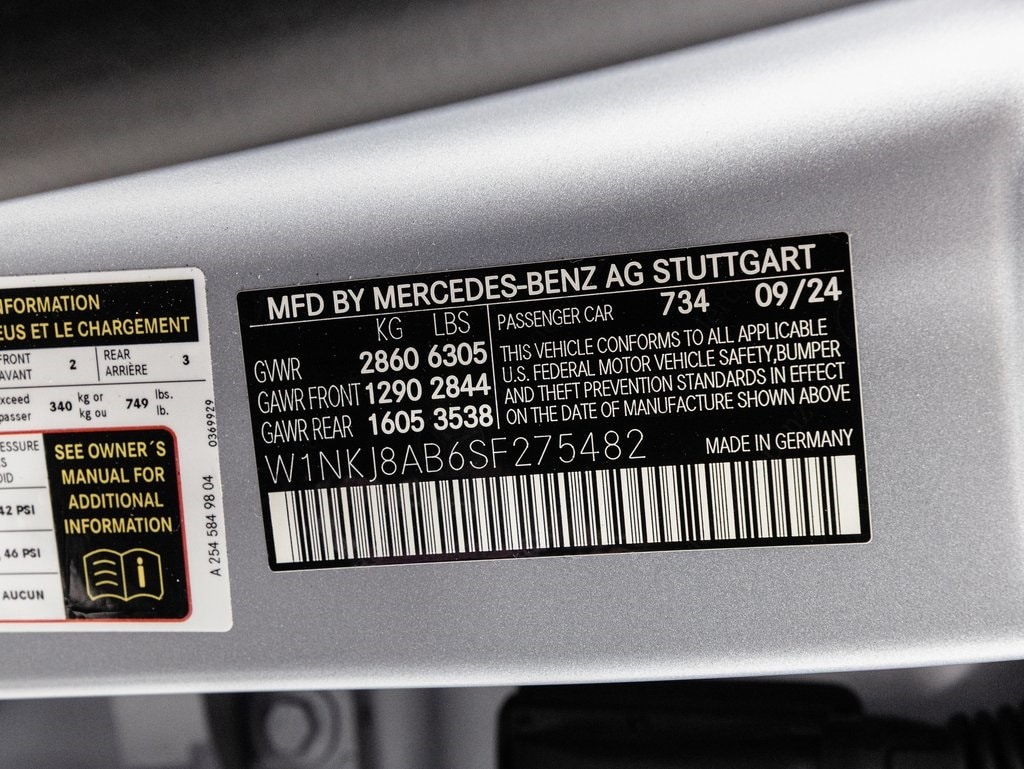 NFORMATION
EUS ET LE CHARGEMENT
FRONT 2 REAR 3
AVANT ARRIÈRE
xceed 340 kg or 749 lbs.
passer kg ou lb.
ESSURE
S
OID
42 PSI
46 PSI
AUCUN
SEE OWNER´S
MANUAL FOR
ADDITIONAL
INFORMATION
i
A 254 584 98 04 0369929
MFD BY MERCEDES-BENZ AG STUTTGART
KG LBS PASSENGER CAR 734 09/24
GVWR 2860 6305
GAWR FRONT 1290 2844
GAWR REAR 1605 3538
THIS VEHICLE CONFORMS TO ALL APPLICABLE
U.S. FEDERAL MOTOR VEHICLE SAFETY,BUMPER
AND THEFT PREVENTION STANDARDS IN EFFECT
ON THE DATE OF MANUFACTURE SHOWN ABOVE
W1NKJ8AB6SF275482 MADE IN GERMANY